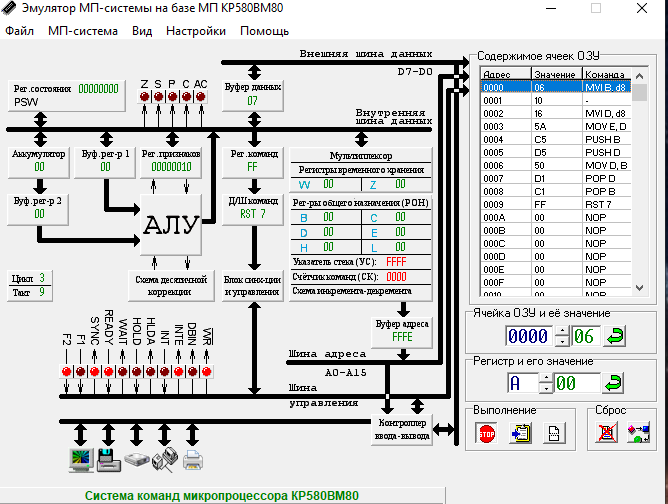 Эмулятор МП-системы на базе МП КР580ВМ80
Файл МП-система Вид Настройки Помощь
Внешняя шина данных
D7-D0
Рег.состояния 00000000
PSW
Z S P C AC
Буфер данных
07
Внутренняя
шина данных
Аккумулятор
00
Буф.рег-р 1
00
Рег.признаков
00000010
Рег.команд
FF
Мультиплексор
Регистры временного хранения
W 00 Z 00
Буф.рег-р 2
00
АЛУ
Д/Ш команд
RST 7
Рег-ры общего назначения (РОН)
B 00 C 00
D 00 E 00
H 00 L 00
Указатель стека (УС): FFFF
Счётчик команд (СК): 0000
Схема инкремента-декремента
Цикл 3
Такт 9
Схема десятичной
коррекции
Блок синх-ции
и управления
Буфер адреса
FFFE
F2 F1 SYNC READY WAIT HOLD HLDA INT INTE DBIN WR
Шина адреса
A0-A15
Шина
управления
Контроллер
ввода-вывода
Система команд микропроцессора КР580ВМ80
Содержимое ячеек ОЗУ
Адрес Значение Команда
0000 06 MVI B, d8
0001 10 -
0002 16 MVI D, d8
0003 5A MOV E, D
0004 C5 PUSH B
0005 D5 PUSH D
0006 50 MOV D, B
0007 D1 POP D
0008 C1 POP B
0009 FF RST 7
000A 00 NOP
000B 00 NOP
000C 00 NOP
000D 00 NOP
000E 00 NOP
000F 00 NOP
0010 00 NOP
Ячейка ОЗУ и её значение
0000 06
Регистр и его значение
A 00
Выполнение
STOP
Сброс